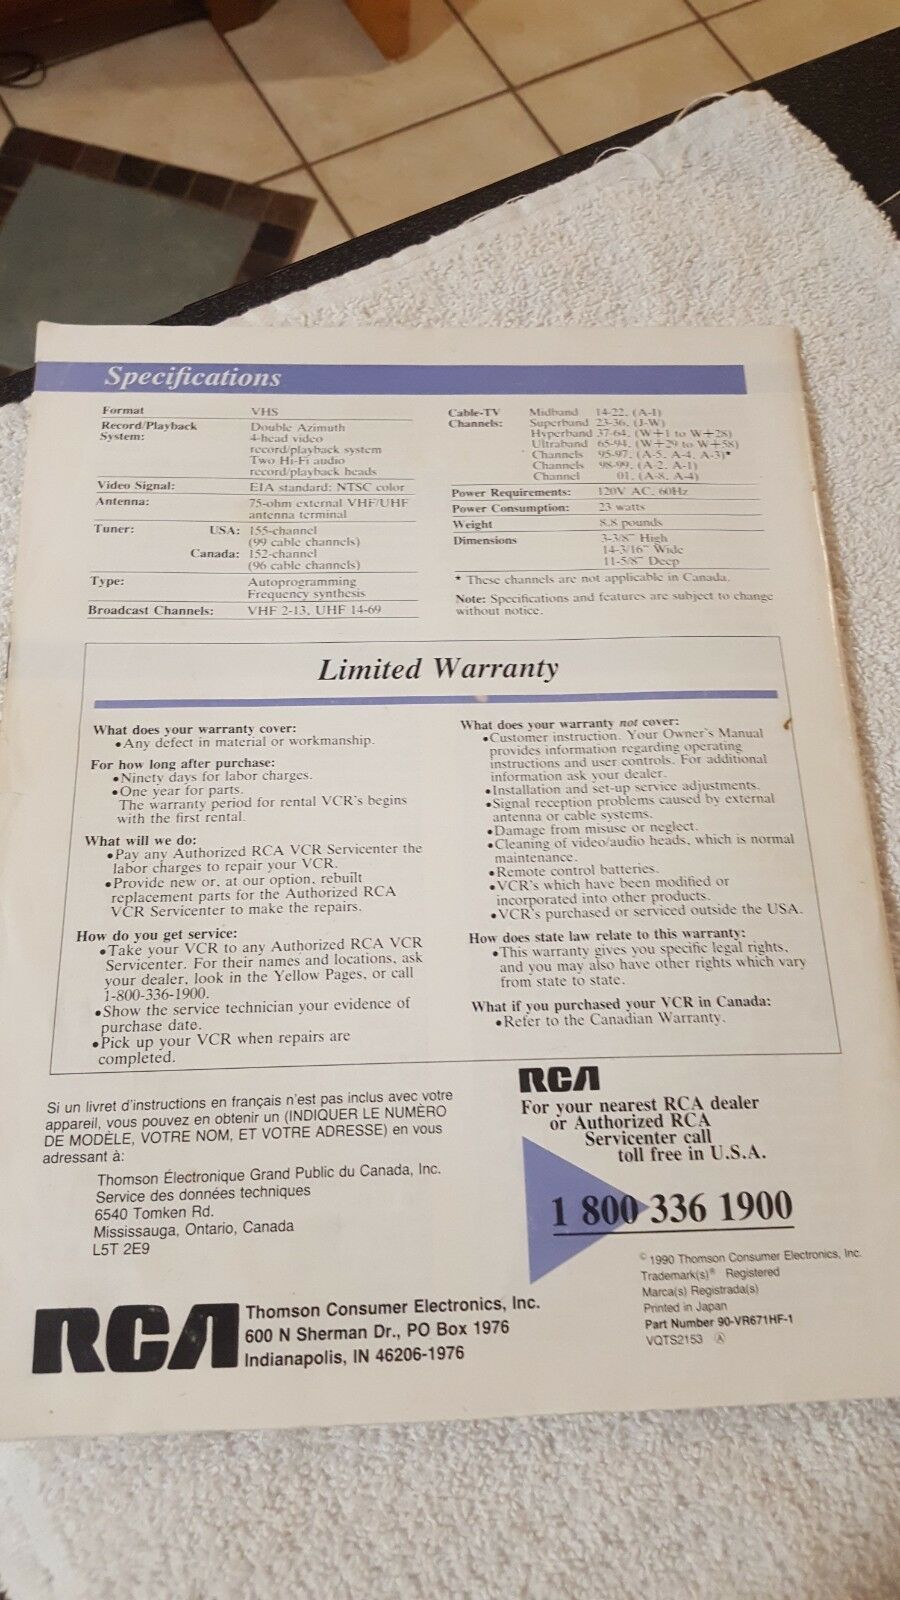 Specifications
Format VHS
Record/Playback Double Azimuth
System: 4-head video
record/playback system
Two Hi-Fi audio
record/playback heads
Video Signal: EIA standard: NTSC color
Antenna: 75-ohm external VHF/UHF
antenna terminal
Tuner: USA: 155-channel
(99 cable channels)
Canada: 152-channel
(96 cable channels)
Type: Autoprogramming
Frequency synthesis
Broadcast Channels: VHF 2-13, UHF 14-69
Cable-TV Midband 14-22, (A-I)
Channels: Superband 23-36, (J-W)
Hyperband 37-64, (W+1 to W+28)
Ultraband 65-94, (W+29 to W+58)
Channels 95-97, (A-5, A-4, A-3)*
Channels 98-99, (A-2, A-1)
Channel 01, (A-8, A-4)
Power Requirements: 120V AC, 60Hz
Power Consumption: 23 watts
Weight 8.8 pounds
Dimensions 3-3/8" High
14-3/16" Wide
11-5/8" Deep
* These channels are not applicable in Canada.
Note: Specifications and features are subject to change
without notice.
Limited Warranty
What does your warranty cover:
•Any defect in material or workmanship.
For how long after purchase:
•Ninety days for labor charges.
•One year for parts.
The warranty period for rental VCR's begins
with the first rental.
What will we do:
•Pay any Authorized RCA VCR Servicenter the
labor charges to repair your VCR.
•Provide new or, at our option, rebuilt
replacement parts for the Authorized RCA
VCR Servicenter to make the repairs.
How do you get service:
•Take your VCR to any Authorized RCA VCR
Servicenter. For their names and locations, ask
your dealer, look in the Yellow Pages, or call
1-800-336-1900.
•Show the service technician your evidence of
purchase date.
•Pick up your VCR when repairs are
completed.
What does your warranty not cover:
•Customer instruction. Your Owner's Manual
provides information regarding operating
instructions and user controls. For additional
information ask your dealer.
•Installation and set-up service adjustments.
•Signal reception problems caused by external
antenna or cable systems.
•Damage from misuse or neglect.
•Cleaning of video/audio heads, which is normal
maintenance.
•Remote control batteries.
•VCR's which have been modified or
incorporated into other products.
•VCR's purchased or serviced outside the USA.
How does state law relate to this warranty:
•This warranty gives you specific legal rights,
and you may also have other rights which vary
from state to state.
What if you purchased your VCR in Canada:
•Refer to the Canadian Warranty.
Si un livret d'instructions en français n'est pas inclus avec votre
appareil, vous pouvez en obtenir un (INDIQUER LE NUMÈRO
DE MODÈLE, VOTRE NOM, ET VOTRE ADRESSE) en vous
adressant à:
Thomson Électronique Grand Public du Canada, Inc.
Service des données techniques
6540 Tomken Rd.
Mississauga, Ontario, Canada
L5T 2E9
RCA
For your nearest RCA dealer
or Authorized RCA
Servicenter call
toll free in U.S.A.
1 800 336 1900
© 1990 Thomson Consumer Electronics, Inc.
Trademark(s)® Registered
Marca(s) Registrada(s)
Printed in Japan
Part Number 90-VR671HF-1
VQTS2153 Ⓐ
RCA
Thomson Consumer Electronics, Inc.
600 N Sherman Dr., PO Box 1976
Indianapolis, IN 46206-1976